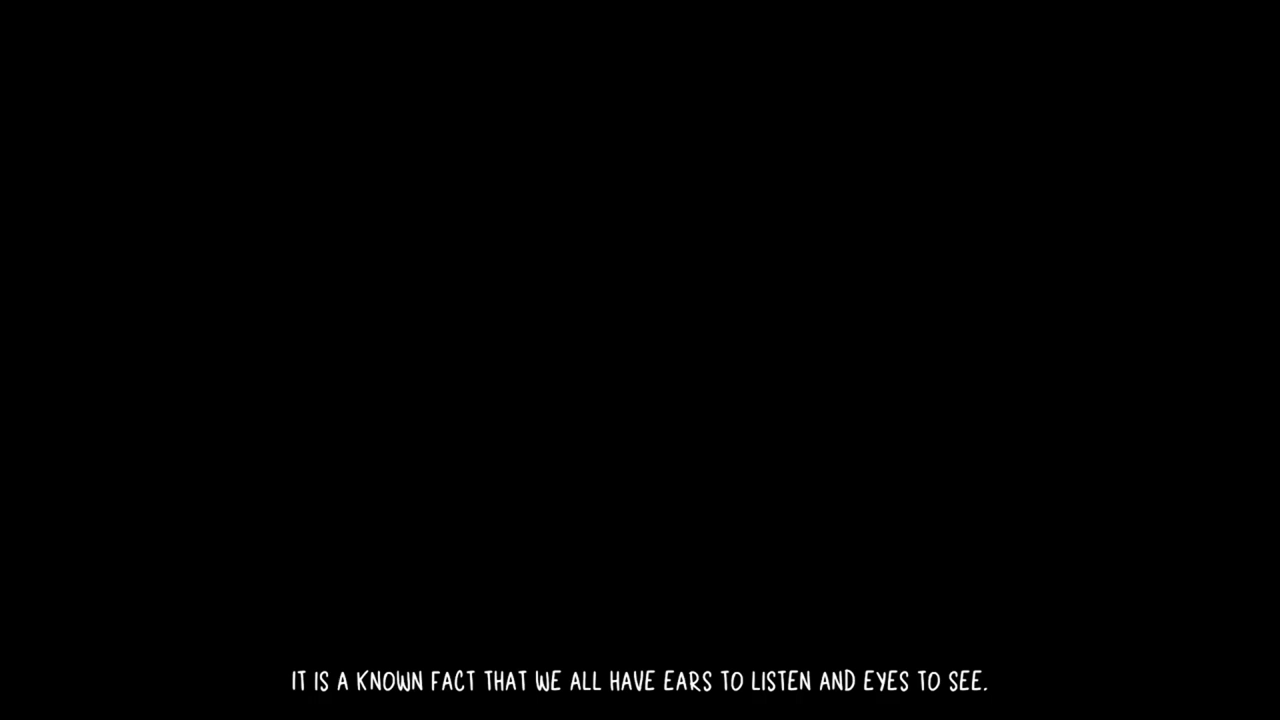 IT IS A KNOWN FACT THAT WE ALL HAVE EARS TO LISTEN AND EYES TO SEE.